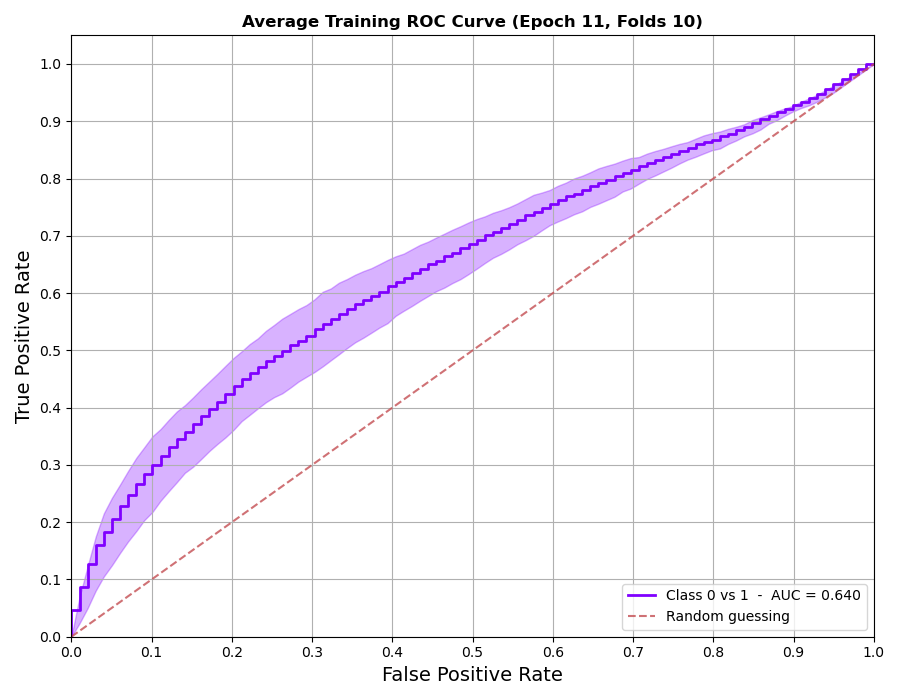 Average Training ROC Curve (Epoch 11, Folds 10)
True Positive Rate
1.0
0.9
0.8
0.7
0.6
0.5
0.4
0.3
0.2
0.1
0.0
Class 0 vs 1  -  AUC = 0.640
Random guessing
0.0 0.1 0.2 0.3 0.4 0.5 0.6 0.7 0.8 0.9 1.0
False Positive Rate